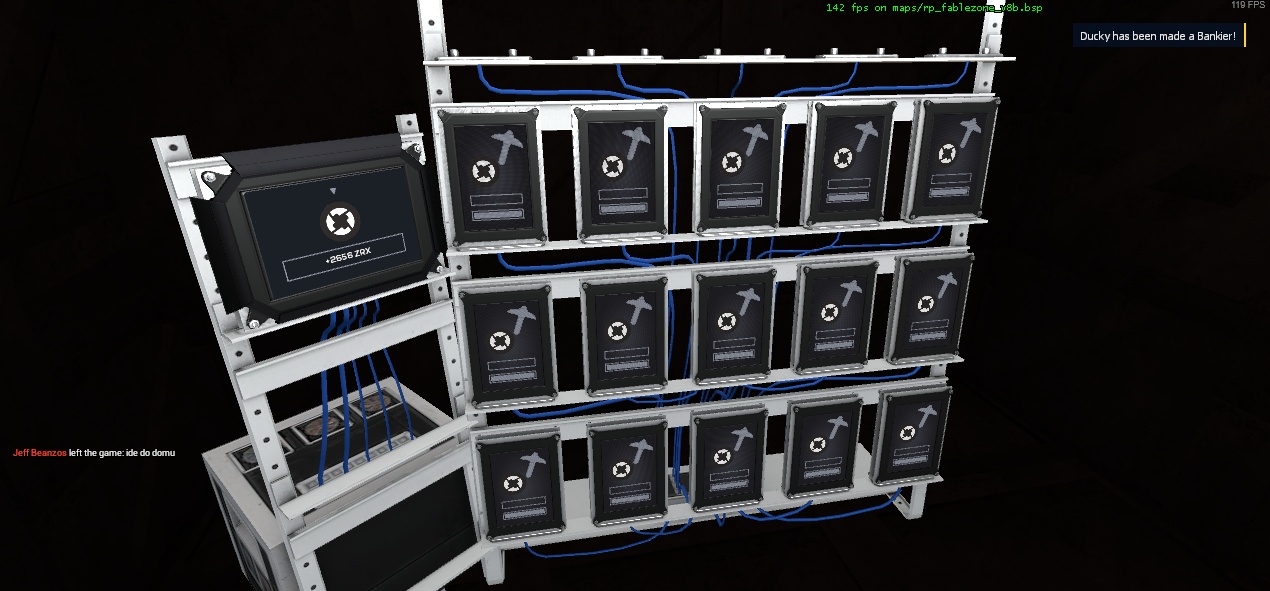 142 fps on maps/rp_fablezone_v8b.bsp
119 FPS
Ducky has been made a Bankier!
+2656 ZRX
Jeff Beanzos left the game: ide do domu